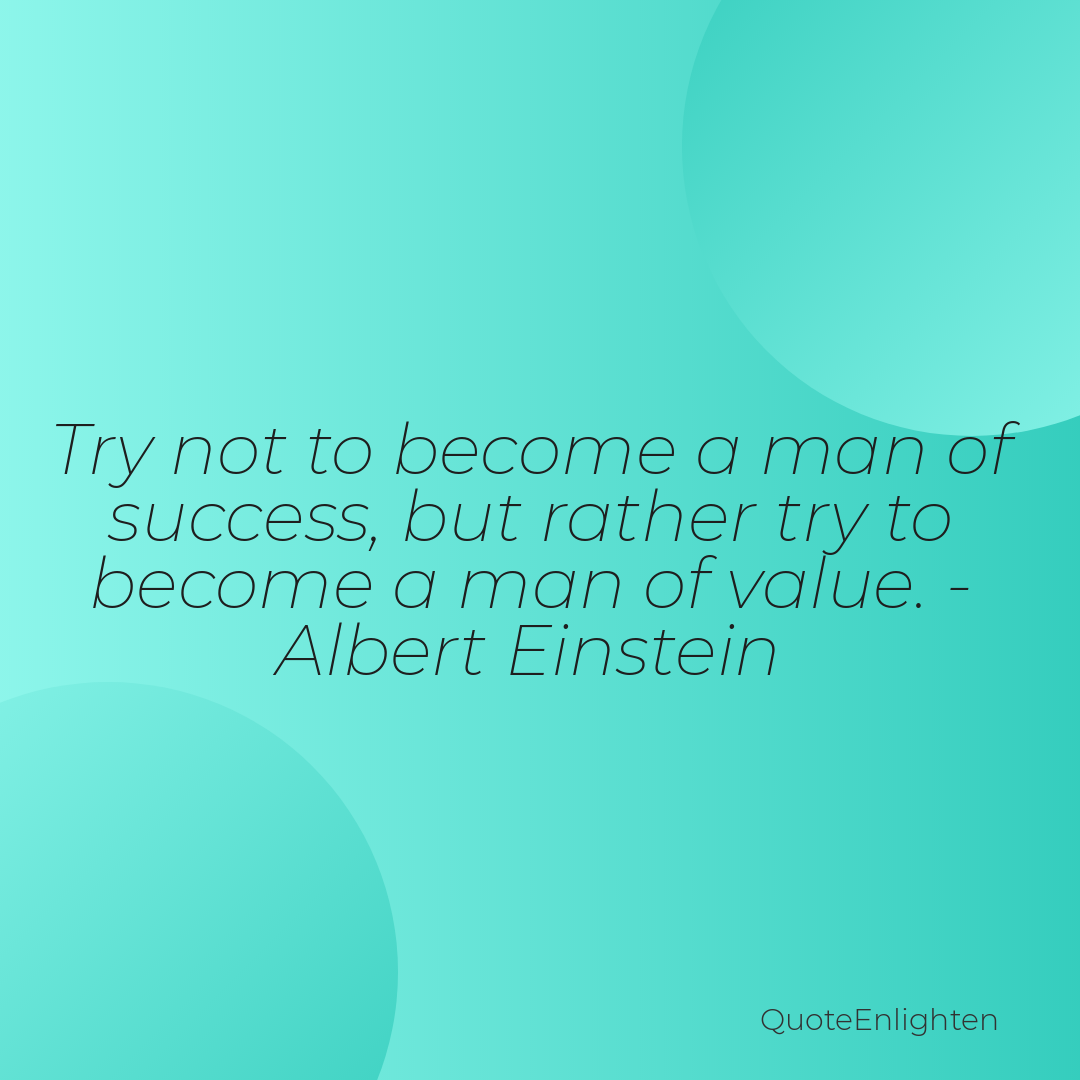 Try not to become a man of
success, but rather try to
become a man of value. -
Albert Einstein
QuoteEnlighten